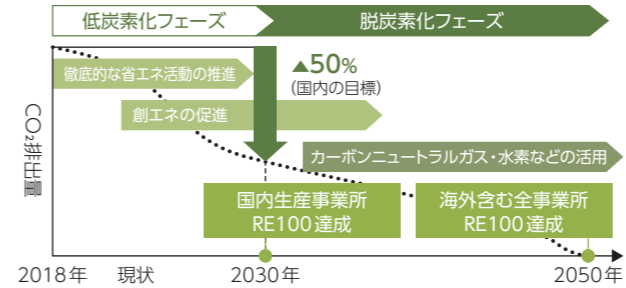 低炭素化フェーズ
脱炭素化フェーズ
徹底的な省エネ活動の推進
▲50%
(国内の目標)
創エネの促進
カーボンニュートラルガス・水素などの活用
CO₂排出量
国内生産事業所
RE100達成
海外含む全事業所
RE100達成
2018年
現状
2030年
2050年